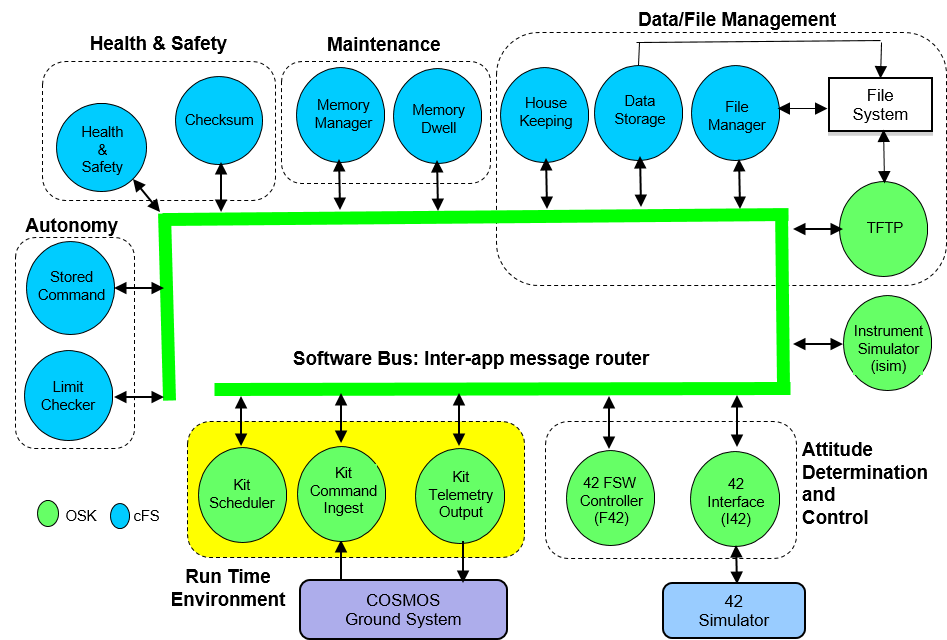 Data/File Management
Health & Safety
Maintenance
Health
&
Safety
Checksum
Memory
Manager
Memory
Dwell
House
Keeping
Data
Storage
File
Manager
File
System
TFTP
Autonomy
Stored
Command
Limit
Checker
Instrument
Simulator
(isim)
Software Bus: Inter-app message router
Kit
Scheduler
Kit
Command
Ingest
Kit
Telemetry
Output
42 FSW
Controller
(F42)
42
Interface
(I42)
Attitude
Determination
and
Control
OSK
cFS
Run Time
Environment
COSMOS
Ground System
42
Simulator